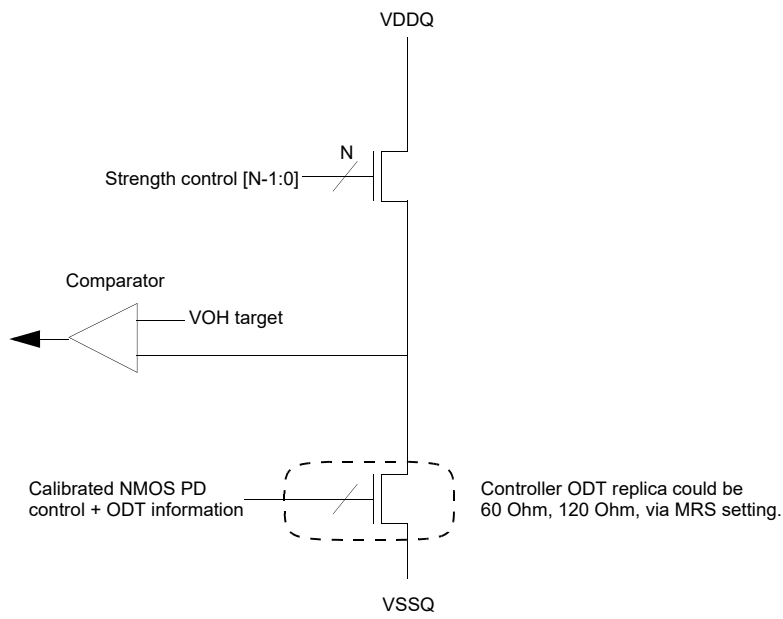 VDDQ
N
Strength control [N-1:0]
Comparator
VOH target
Calibrated NMOS PD
control + ODT information
Controller ODT replica could be
60 Ohm, 120 Ohm, via MRS setting.
VSSQ